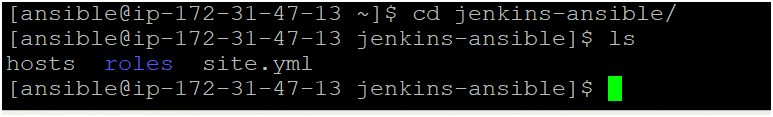 [ansible@ip-172-31-47-13 ~]$ cd jenkins-ansible/
[ansible@ip-172-31-47-13 jenkins-ansible]$ ls
hosts  roles  site.yml
[ansible@ip-172-31-47-13 jenkins-ansible]$